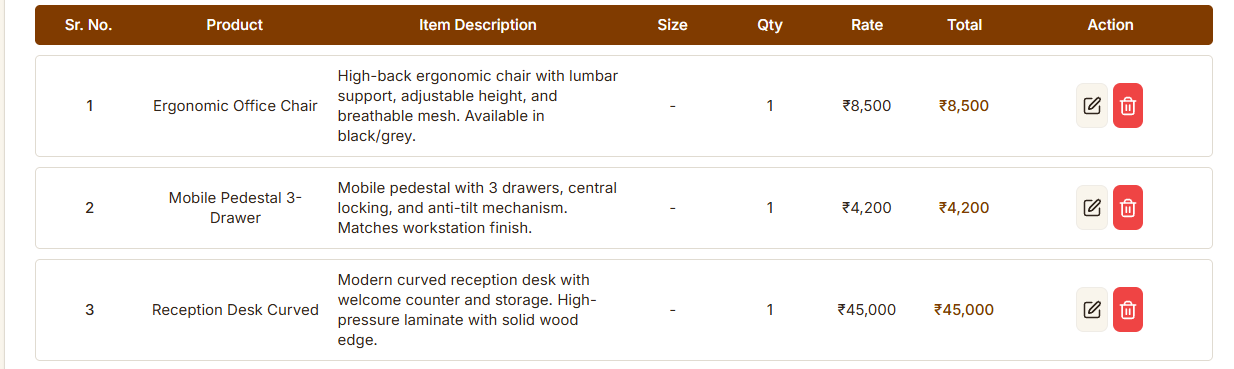 Sr. No. Product Item Description Size Qty Rate Total Action
High-back ergonomic chair with lumbar
support, adjustable height, and
1 Ergonomic Office Chair - 1 ₹8,500 ₹8,500
breathable mesh. Available in
black/grey.
Mobile pedestal with 3 drawers, central
Mobile Pedestal 3-
2 locking, and anti-tilt mechanism. - 1 ₹4,200 ₹4,200
Drawer
Matches workstation finish.
Modern curved reception desk with
welcome counter and storage. High-
3 Reception Desk Curved - 1 ₹45,000 ₹45,000
pressure laminate with solid wood
edge.